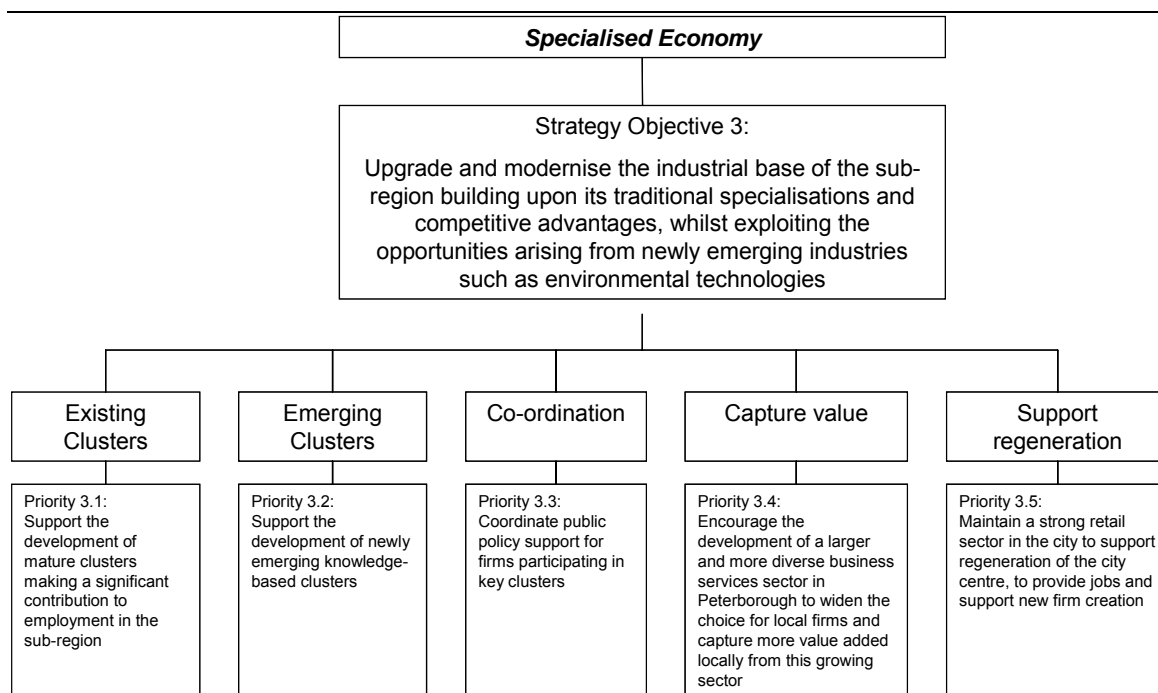 Specialised Economy
Strategy Objective 3:
Upgrade and modernise the industrial base of the sub-
region building upon its traditional specialisations and
competitive advantages, whilst exploiting the
opportunities arising from newly emerging industries
such as environmental technologies
Existing
Clusters
Emerging
Clusters
Co-ordination
Capture value
Support
regeneration
Priority 3.1:
Support the
development of
mature clusters
making a significant
contribution to
employment in the
sub-region
Priority 3.2:
Support the
development of newly
emerging knowledge-
based clusters
Priority 3.3:
Coordinate public
policy support for
firms participating in
key clusters
Priority 3.4:
Encourage the
development of a larger
and more diverse business
services sector in
Peterborough to widen the
choice for local firms and
capture more value added
locally from this growing
sector
Priority 3.5:
Maintain a strong retail
sector in the city to support
regeneration of the city
centre, to provide jobs and
support new firm creation